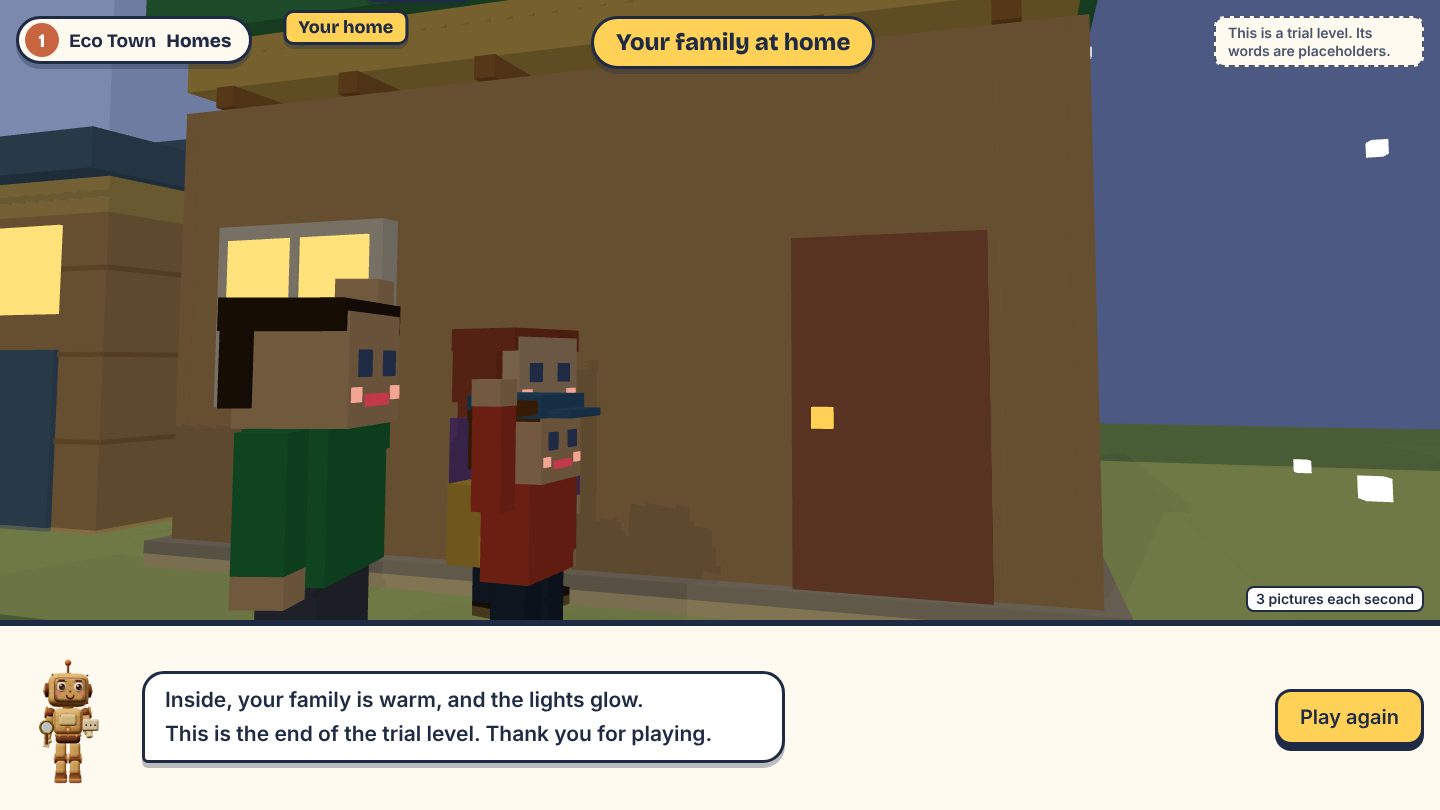 1 Eco Town Homes
Your home
Your family at home
This is a trial level. Its
words are placeholders.
3 pictures each second
Inside, your family is warm, and the lights glow.
This is the end of the trial level. Thank you for playing.
Play again